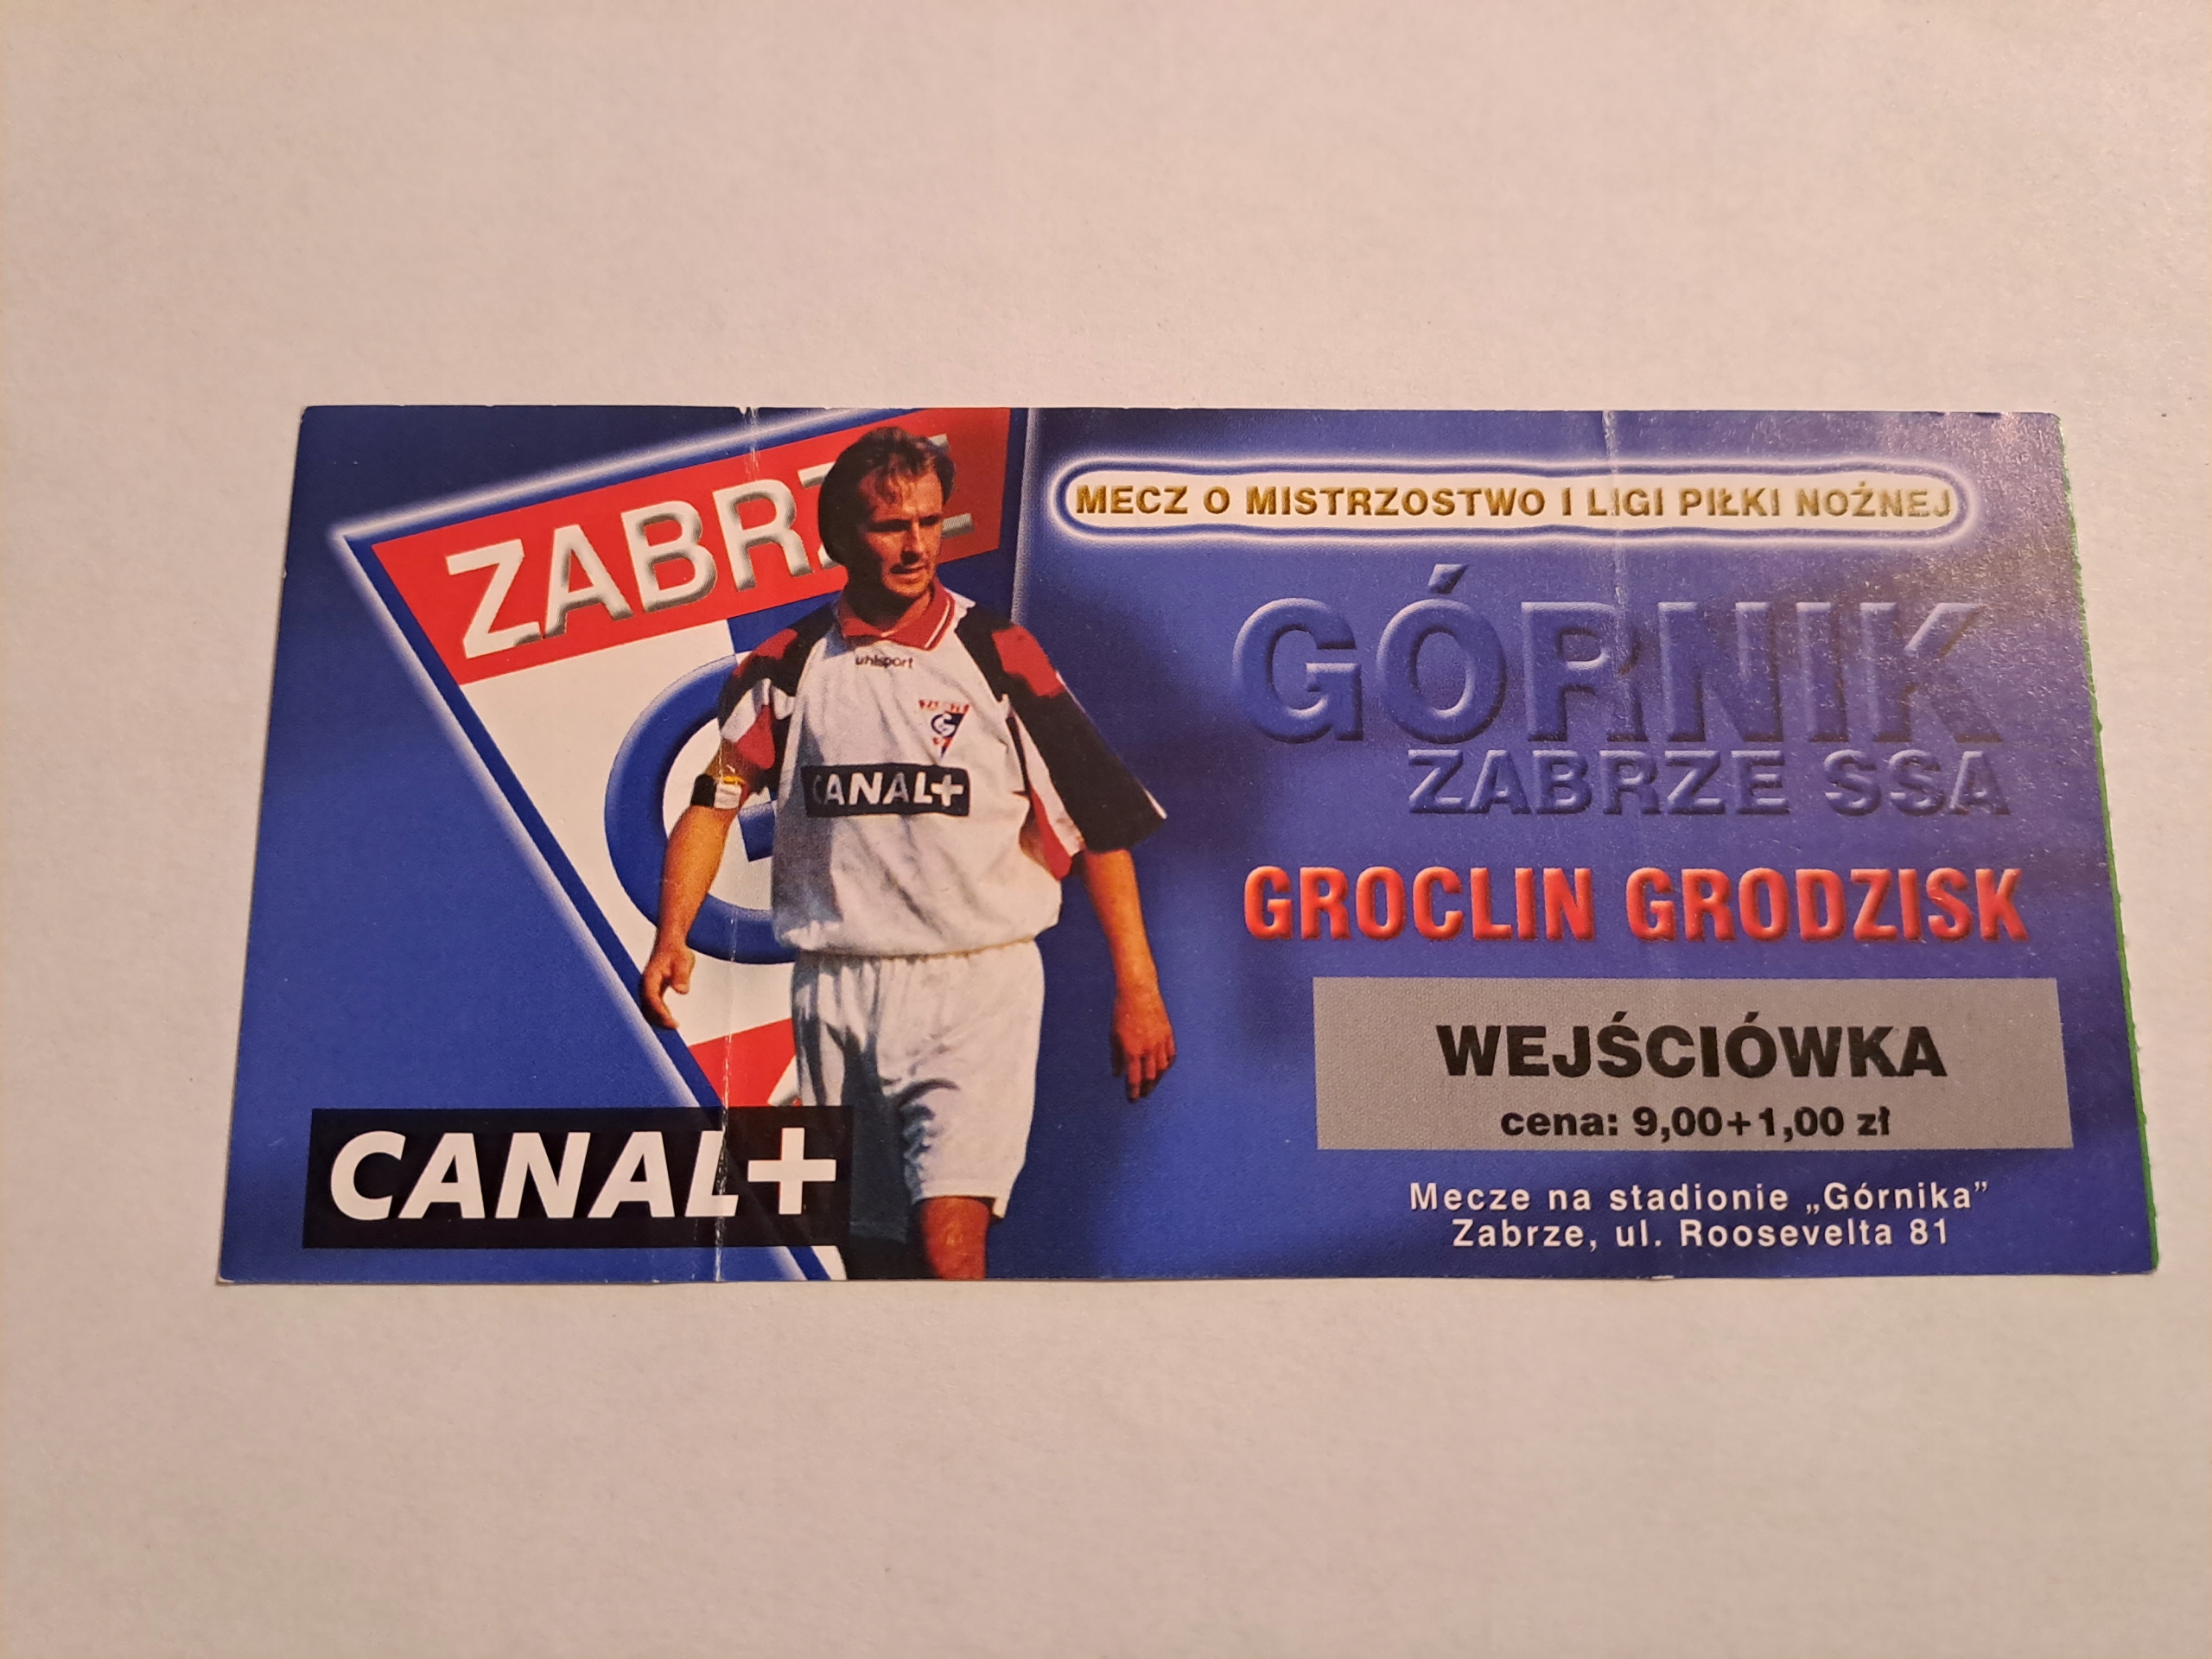 ZABRZE
uhlsport
CANAL+
CANAL+
MECZ O MISTRZOSTWO I LIGI PIŁKI NOŻNEJ
GÓRNIK
ZABRZE SSA
GROCLIN GRODZISK
WEJŚCIÓWKA
cena: 9,00+1,00 zł
Mecze na stadionie „Górnika”
Zabrze, ul. Roosevelta 81